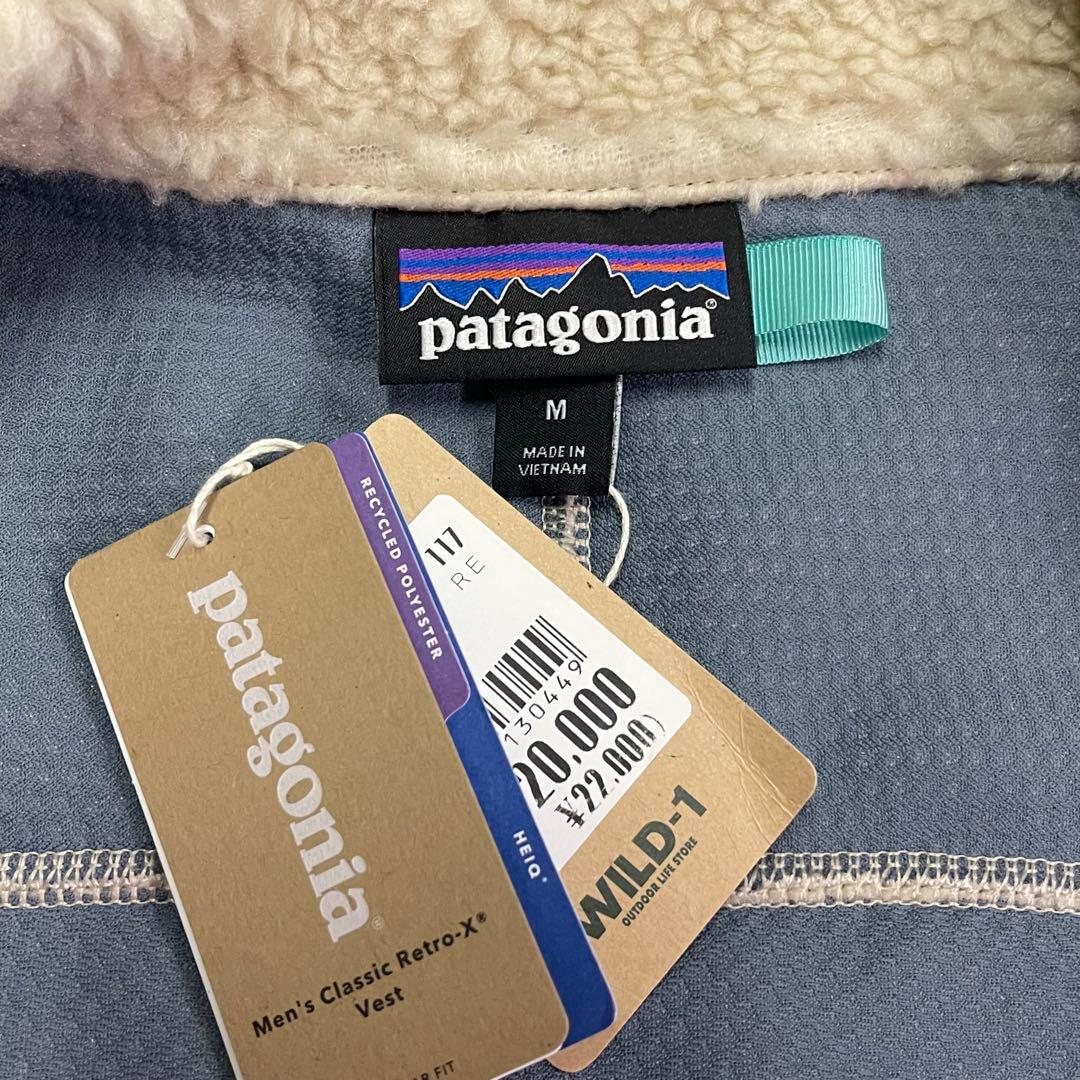 patagonia®
M
MADE IN
VIETNAM
RECYCLED POLYESTER
HEIQ®
patagonia®
Men's Classic Retro-X®
Vest
R FIT
117
RE
130449
20,000
¥22,000)
WILD-1
OUTDOOR LIFE STORE